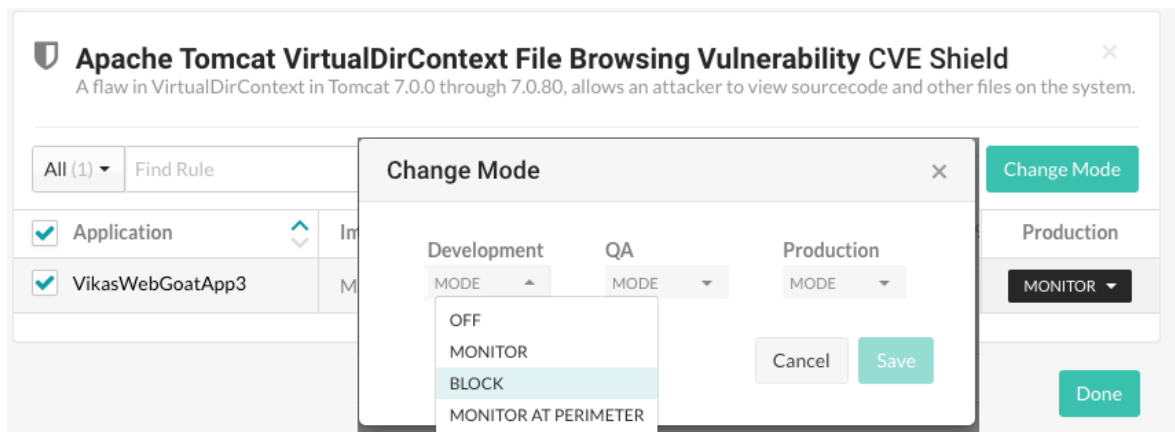 Apache Tomcat VirtualDirContext File Browsing Vulnerability CVE Shield
A flaw in VirtualDirContext in Tomcat 7.0.0 through 7.0.80, allows an attacker to view sourcecode and other files on the system.
All (1) Find Rule
Change Mode
Change Mode
Application
Im
Production
VikasWebGoatApp3
M
MONITOR
Development QA Production
MODE MODE MODE
OFF
MONITOR
BLOCK
MONITOR AT PERIMETER
Cancel Save
Done